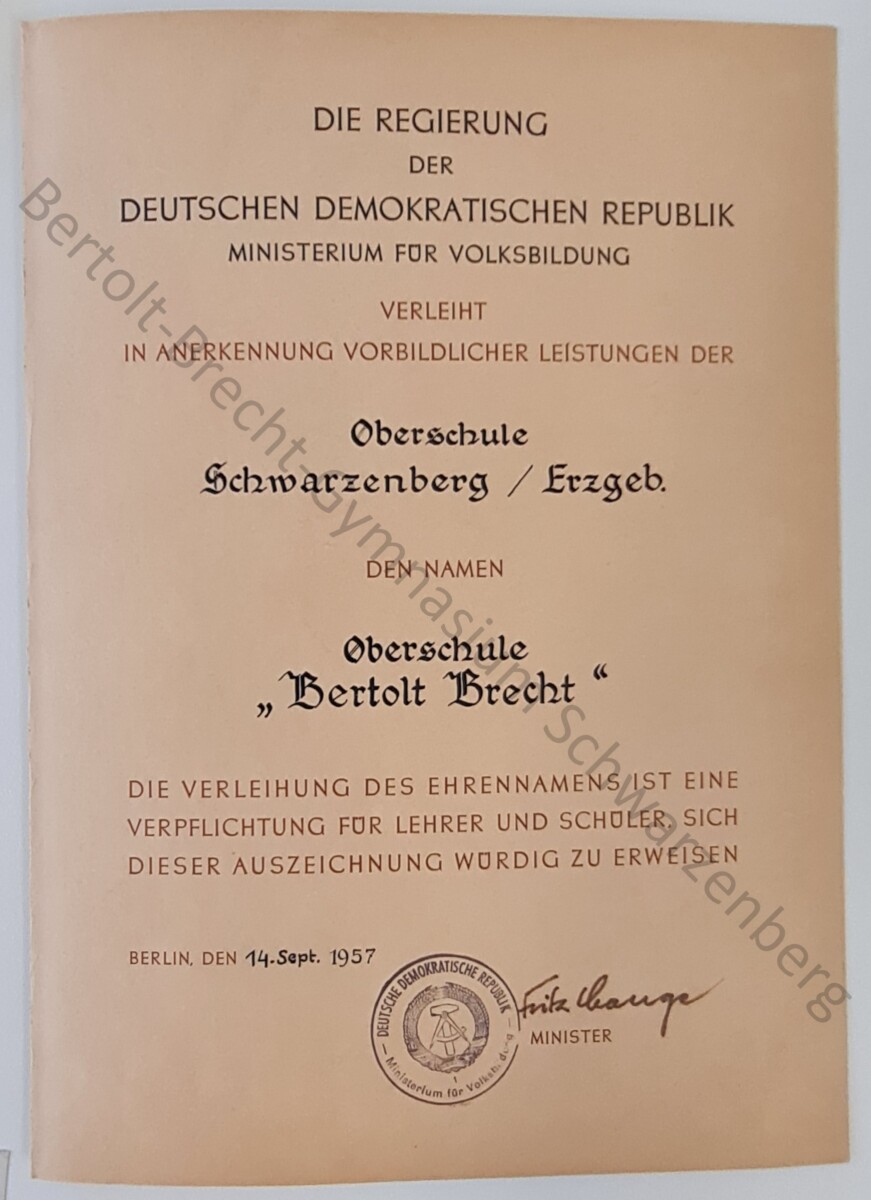 DIE REGIERUNG
DER
DEUTSCHEN DEMOKRATISCHEN REPUBLIK
MINISTERIUM FÜR VOLKSBILDUNG
VERLEIHT
IN ANERKENNUNG VORBILDLICHER LEISTUNGEN DER
Oberschule
Schwarzenberg / Erzgeb.
DEN NAMEN
Oberschule
„Bertolt Brecht“
DIE VERLEIHUNG DES EHRENNAMENS IST EINE
VERPFLICHTUNG FÜR LEHRER UND SCHÜLER, SICH
DIESER AUSZEICHNUNG WÜRDIG ZU ERWEISEN
BERLIN, DEN 14. Sept. 1957
DEUTSCHE DEMOKRATISCHE REPUBLIK
Ministerium für Volksbildung
1
Fritz Lange
MINISTER
Bertolt-Brecht-Gymnasium Schwarzenberg